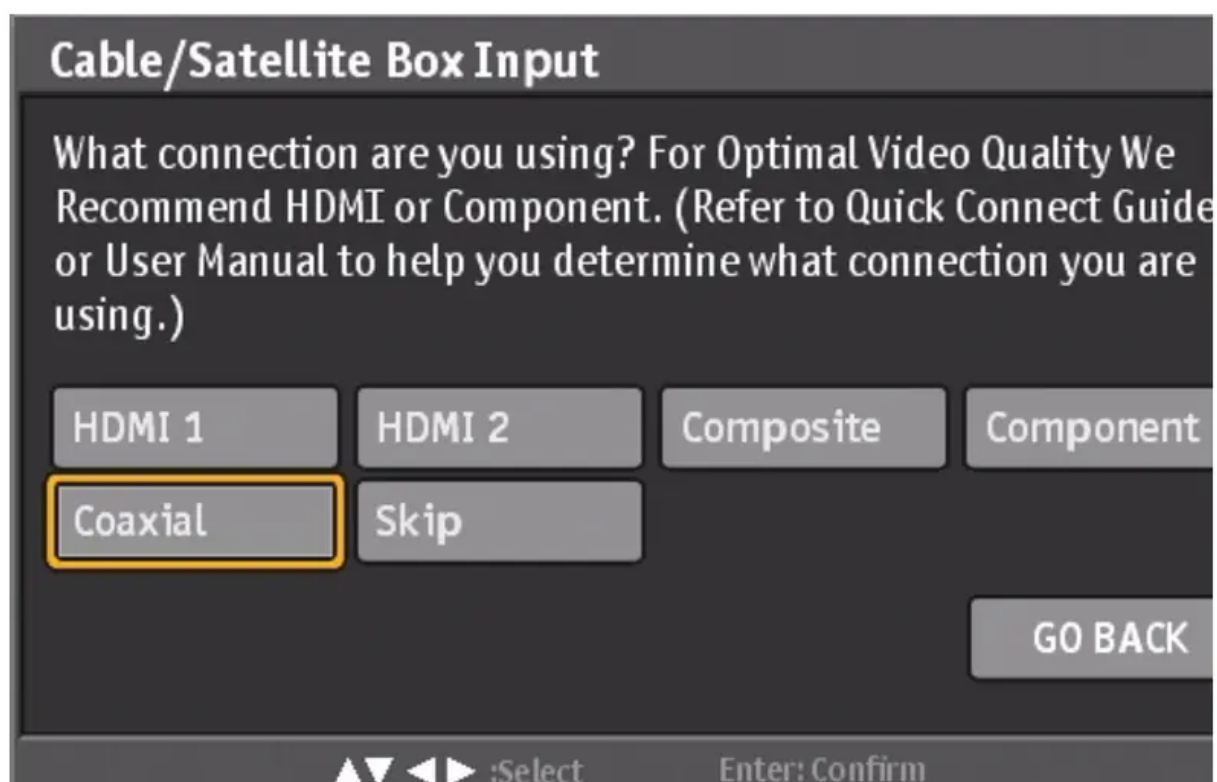 Cable/Satellite Box Input
What connection are you using? For Optimal Video Quality We
Recommend HDMI or Component. (Refer to Quick Connect Guide
or User Manual to help you determine what connection you are
using.)
HDMI 1 HDMI 2 Composite Component
Coaxial Skip
GO BACK
▲▼ ◀ ▶ :Select Enter: Confirm